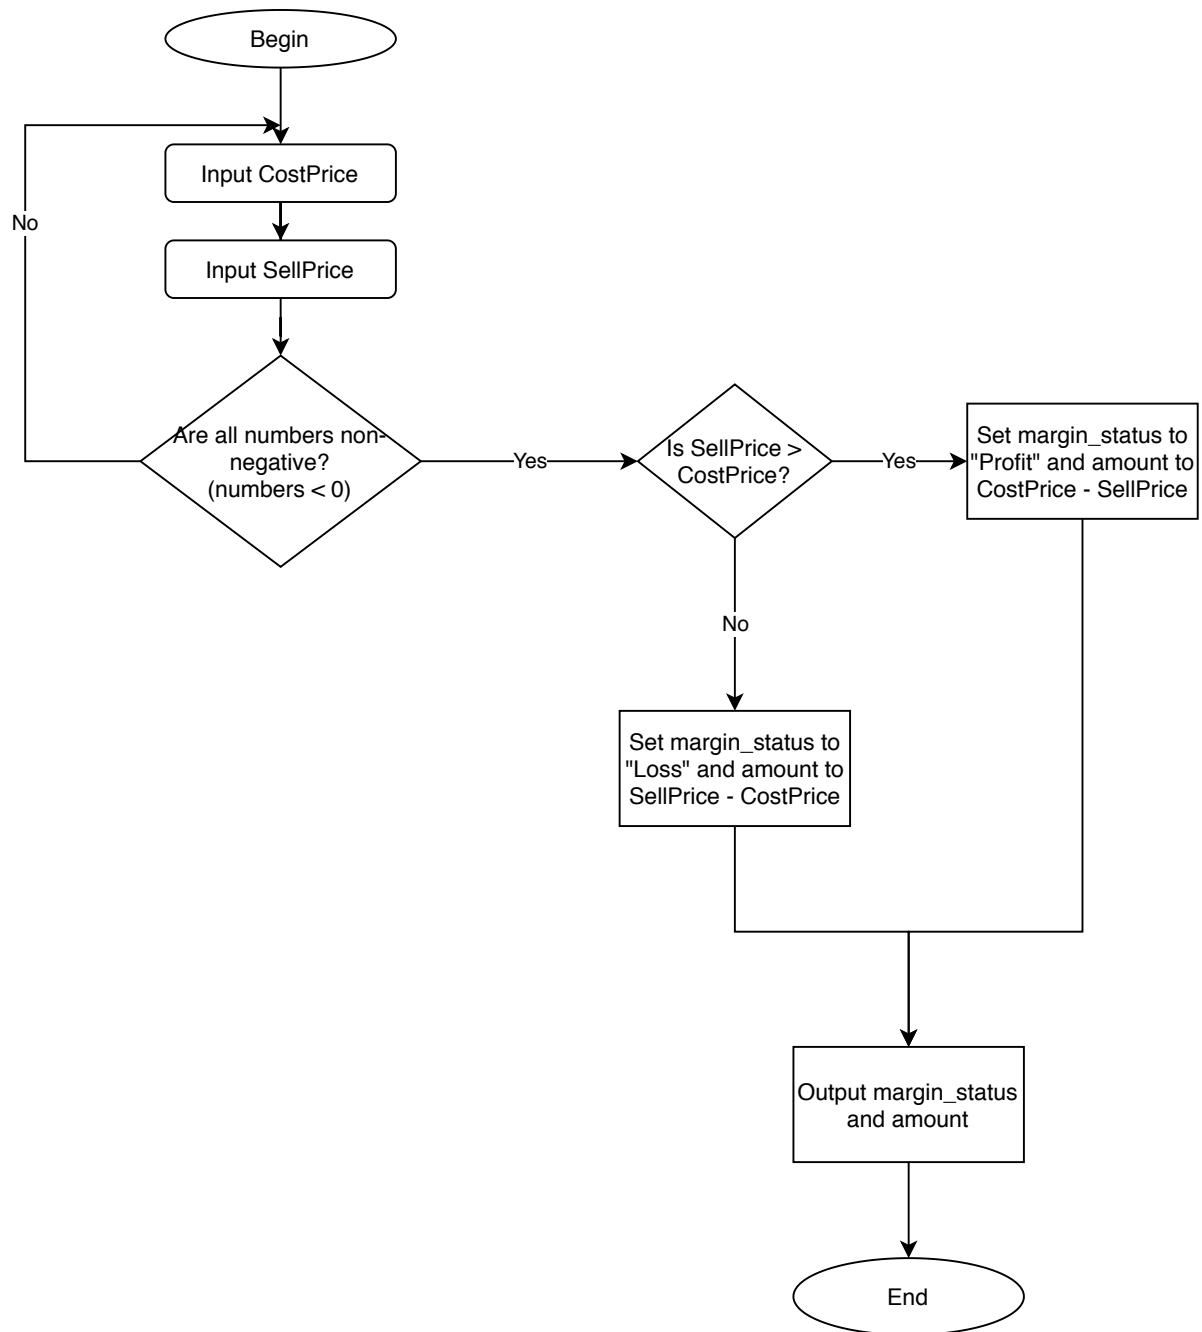 Begin
No
Input CostPrice
Input SellPrice
Are all numbers non-
negative?
(numbers < 0)
Yes
Is SellPrice >
CostPrice?
Yes
Set margin_status to
"Profit" and amount to
CostPrice - SellPrice
No
Set margin_status to
"Loss" and amount to
SellPrice - CostPrice
Output margin_status
and amount
End